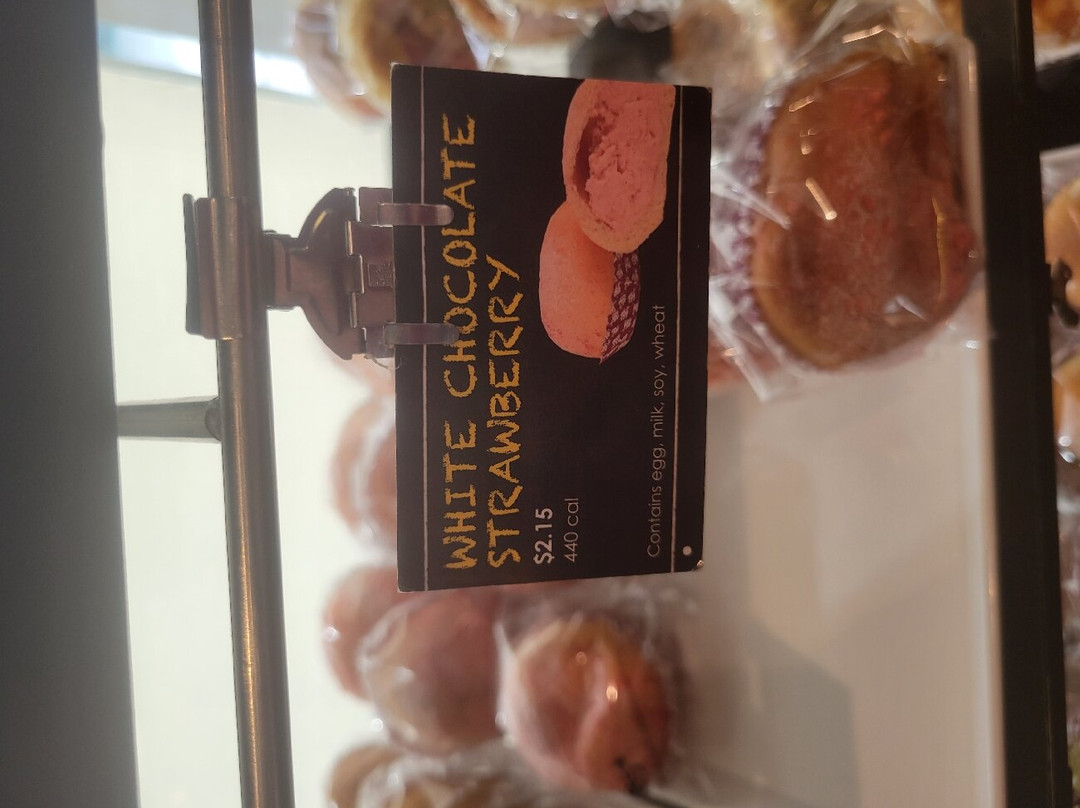 WHITE CHOCOLATE
STRAWBERRY
$2.15
440 cal
Contains egg, milk, soy, wheat